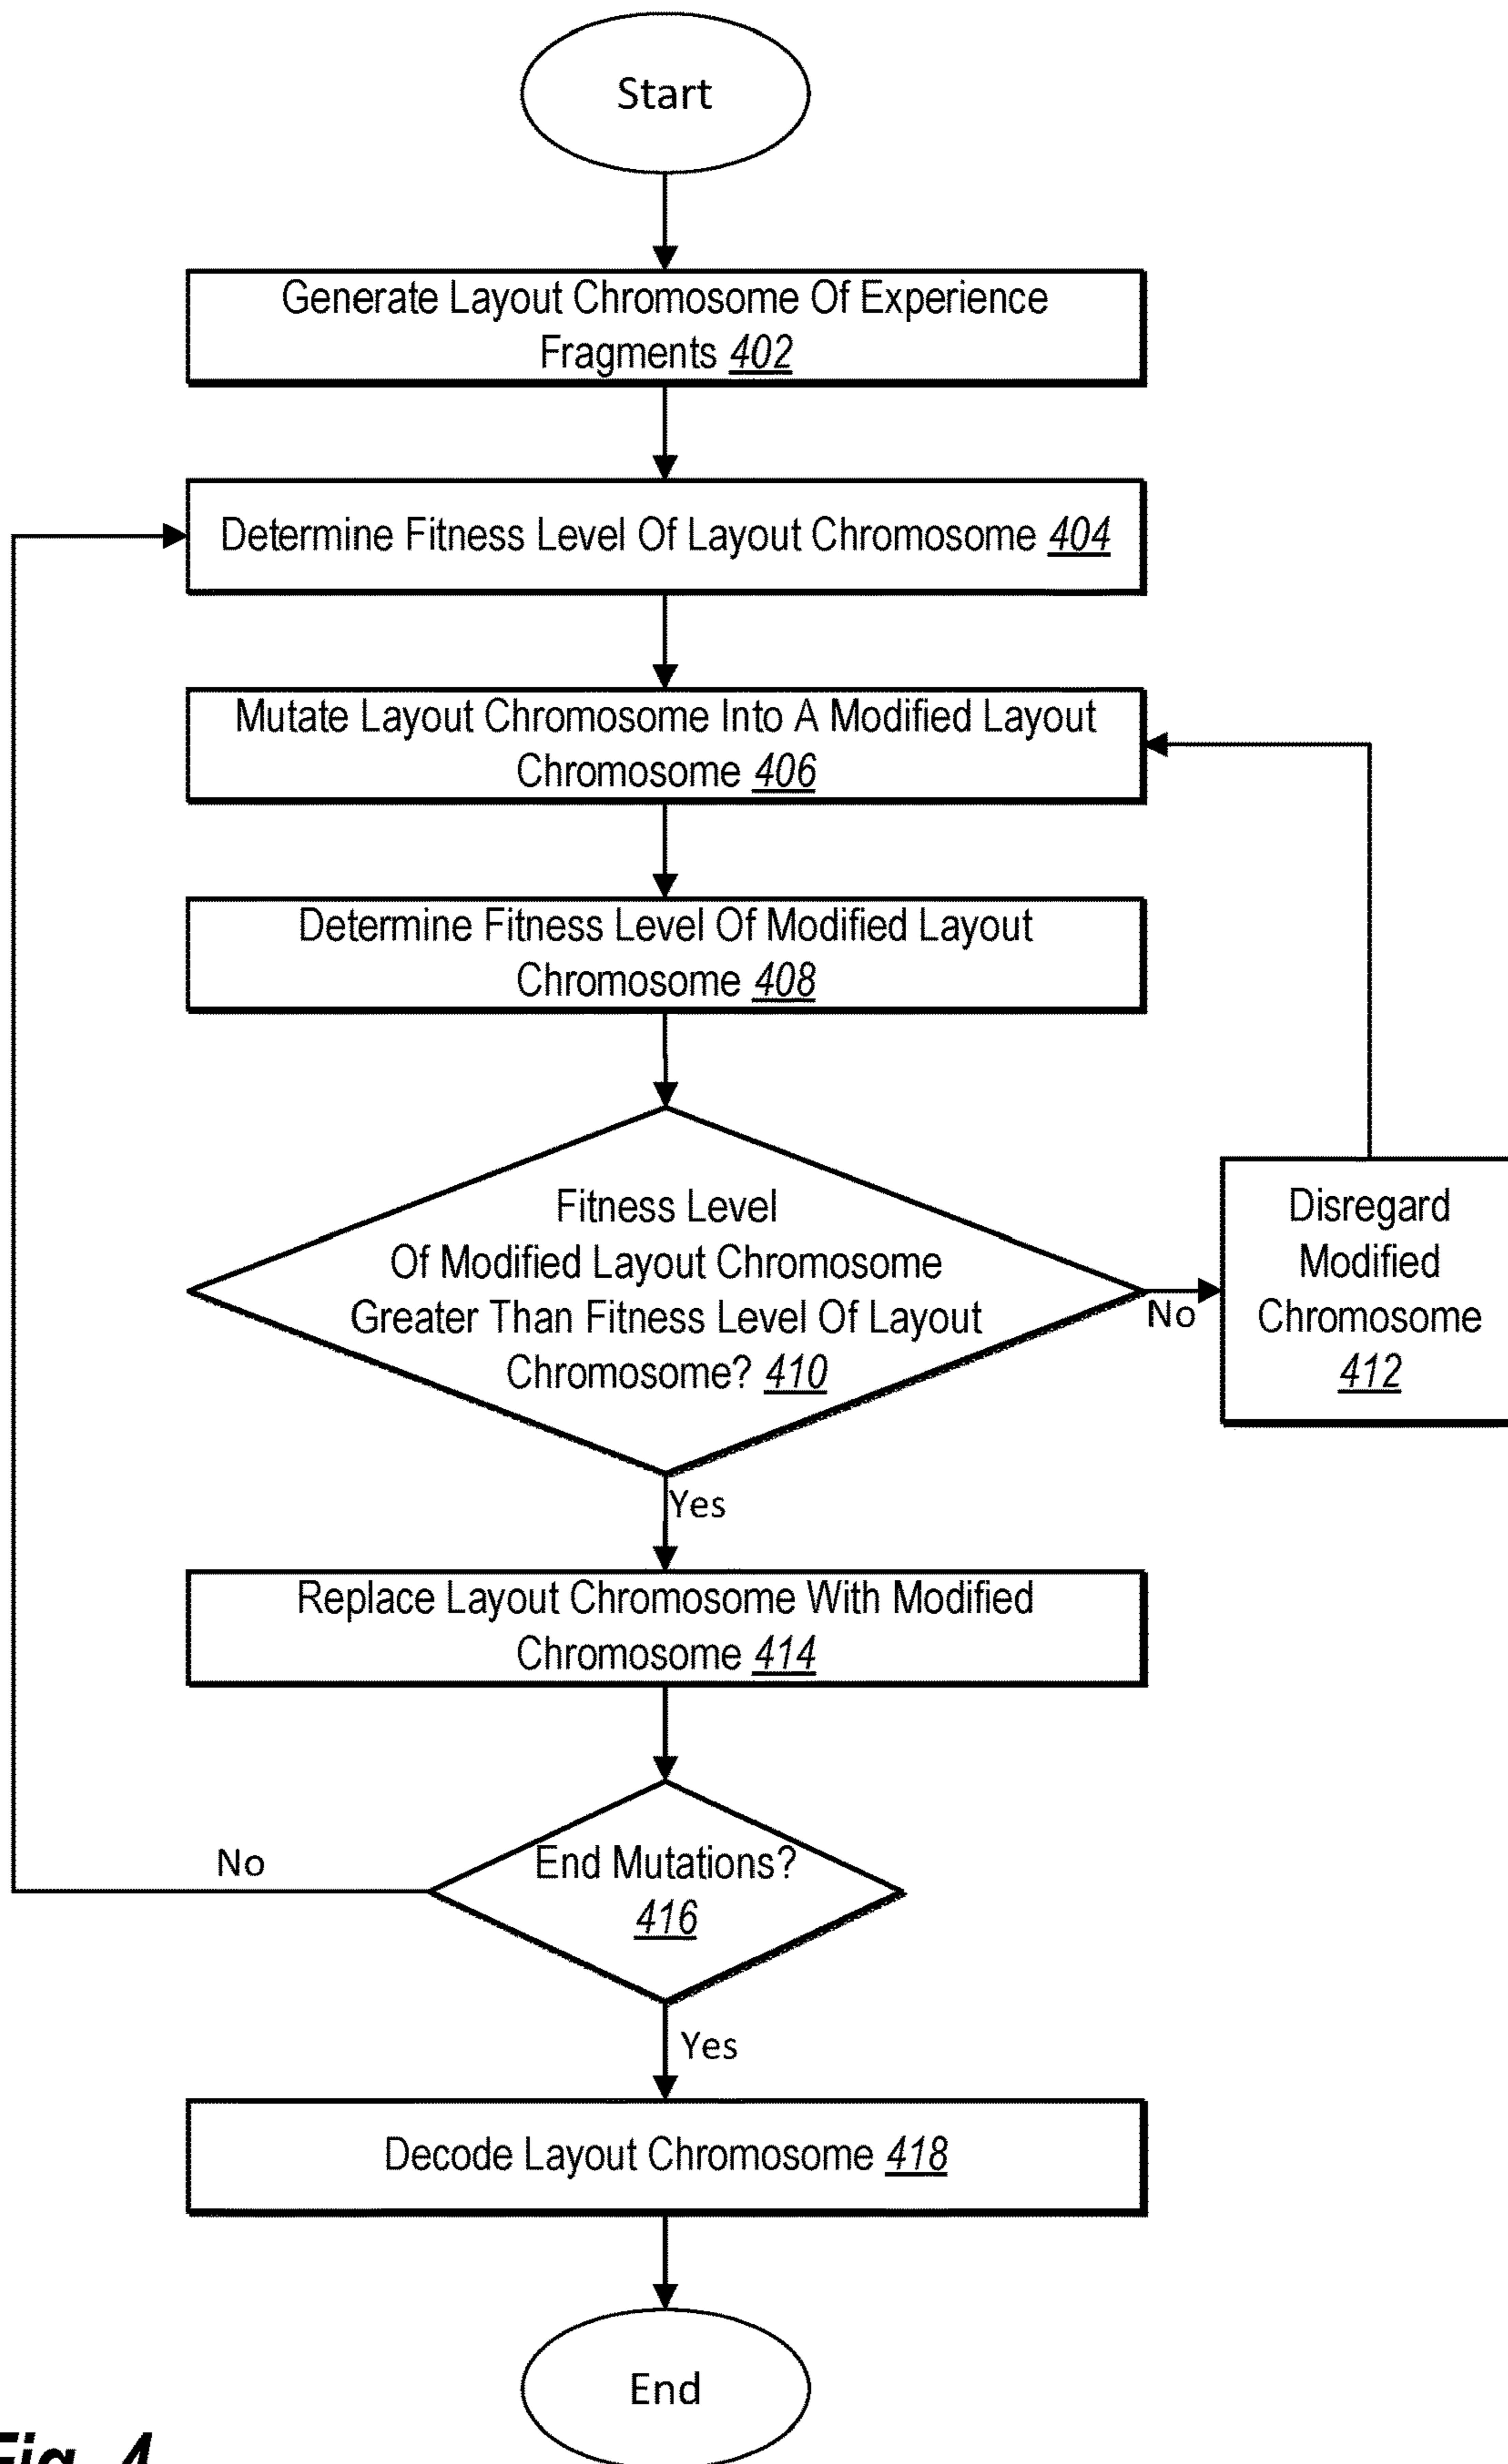 Start
Generate Layout Chromosome Of Experience
Fragments 402
Determine Fitness Level Of Layout Chromosome 404
Mutate Layout Chromosome Into A Modified Layout
Chromosome 406
Determine Fitness Level Of Modified Layout
Chromosome 408
Fitness Level
Of Modified Layout Chromosome
Greater Than Fitness Level Of Layout
Chromosome? 410
No
Disregard
Modified
Chromosome
412
Yes
Replace Layout Chromosome With Modified
Chromosome 414
End Mutations?
416
No
Yes
Decode Layout Chromosome 418
End
Fig. 4